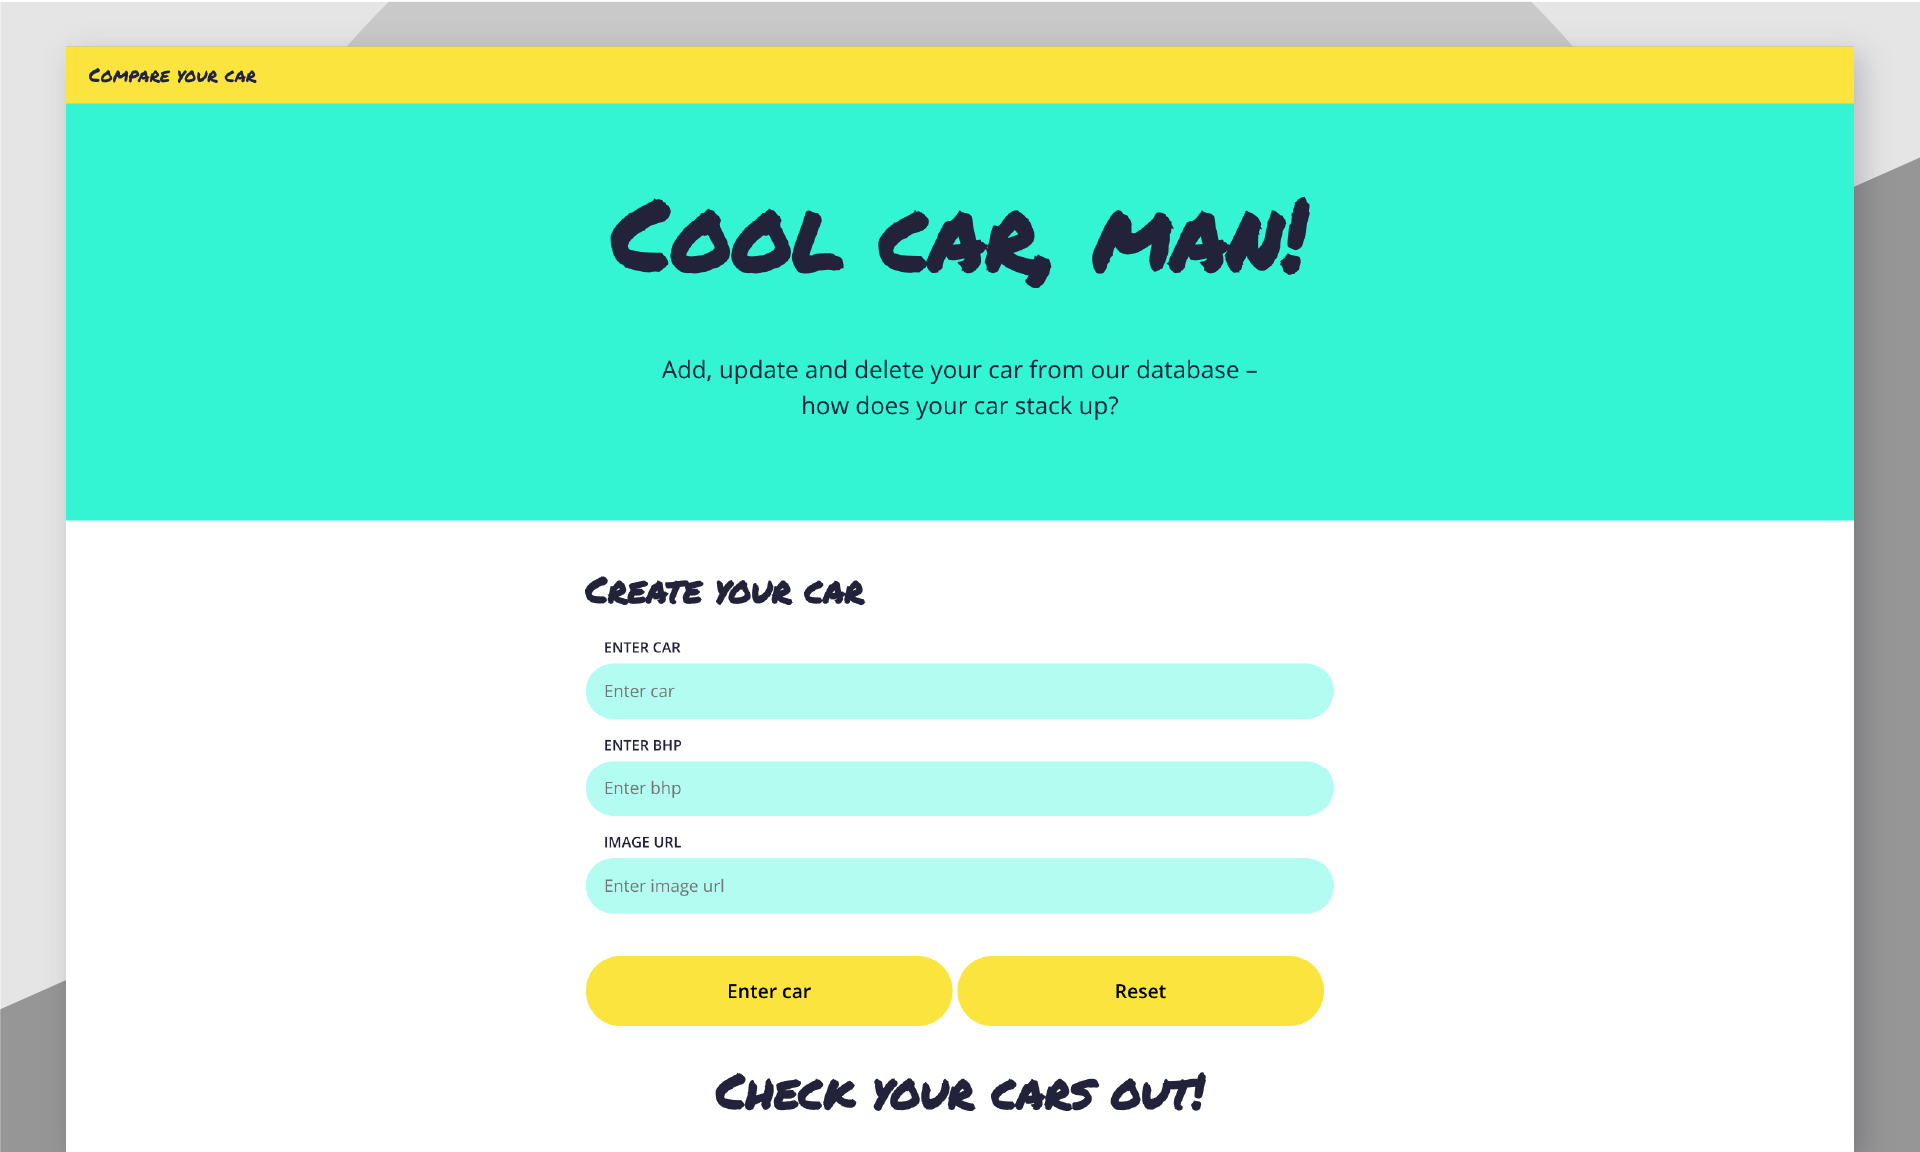 Compare your car
Cool car, man!
Add, update and delete your car from our database –
how does your car stack up?
Create your car
ENTER CAR
Enter car
ENTER BHP
Enter bhp
IMAGE URL
Enter image url
Enter car
Reset
Check your cars out!